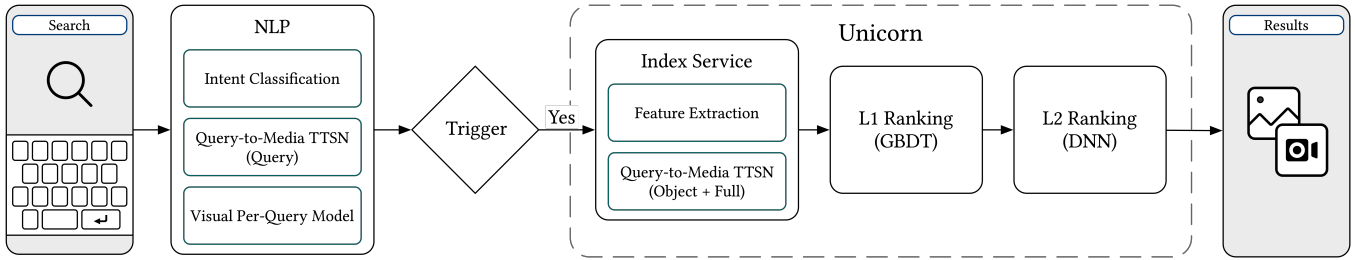 Search
NLP
Intent Classification
Query-to-Media TTSN
(Query)
Visual Per-Query Model
Trigger
Yes
Unicorn
Index Service
Feature Extraction
Query-to-Media TTSN
(Object + Full)
L1 Ranking
(GBDT)
L2 Ranking
(DNN)
Results